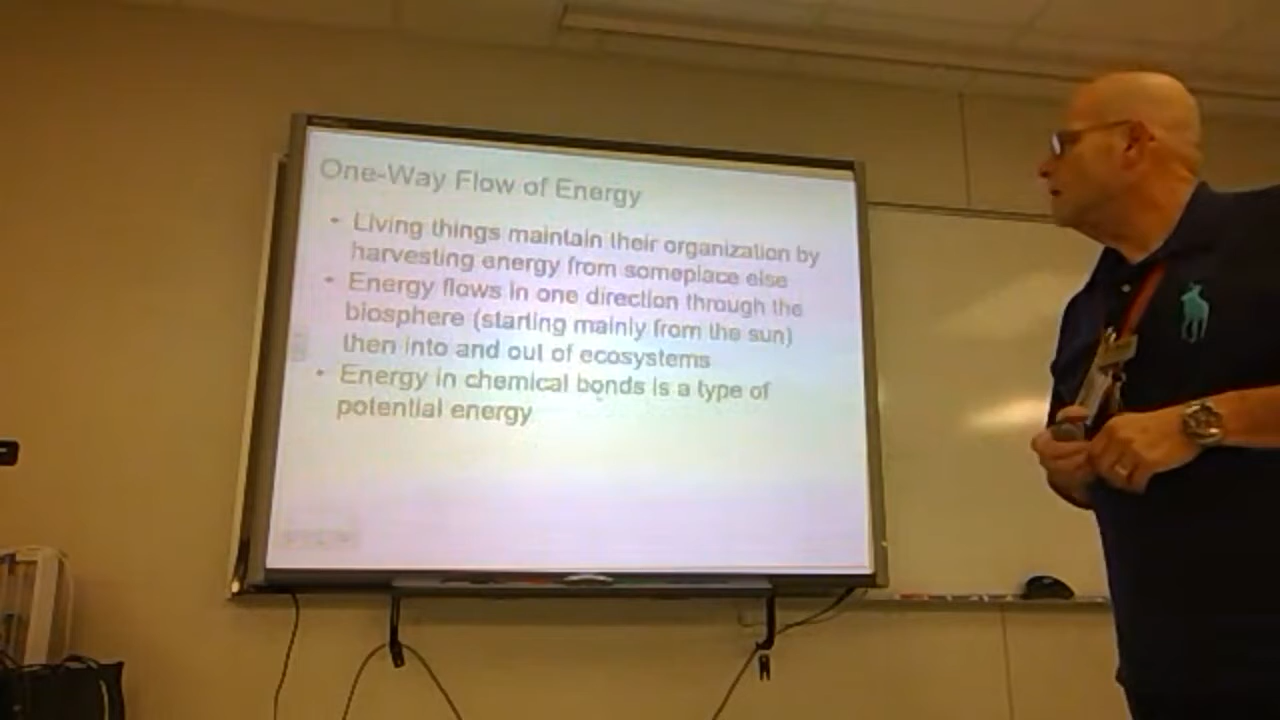 One-Way Flow of Energy
• Living things maintain their organization by
harvesting energy from someplace else
• Energy flows in one direction through the
biosphere (starting mainly from the sun)
then into and out of ecosystems
• Energy in chemical bonds is a type of
potential energy